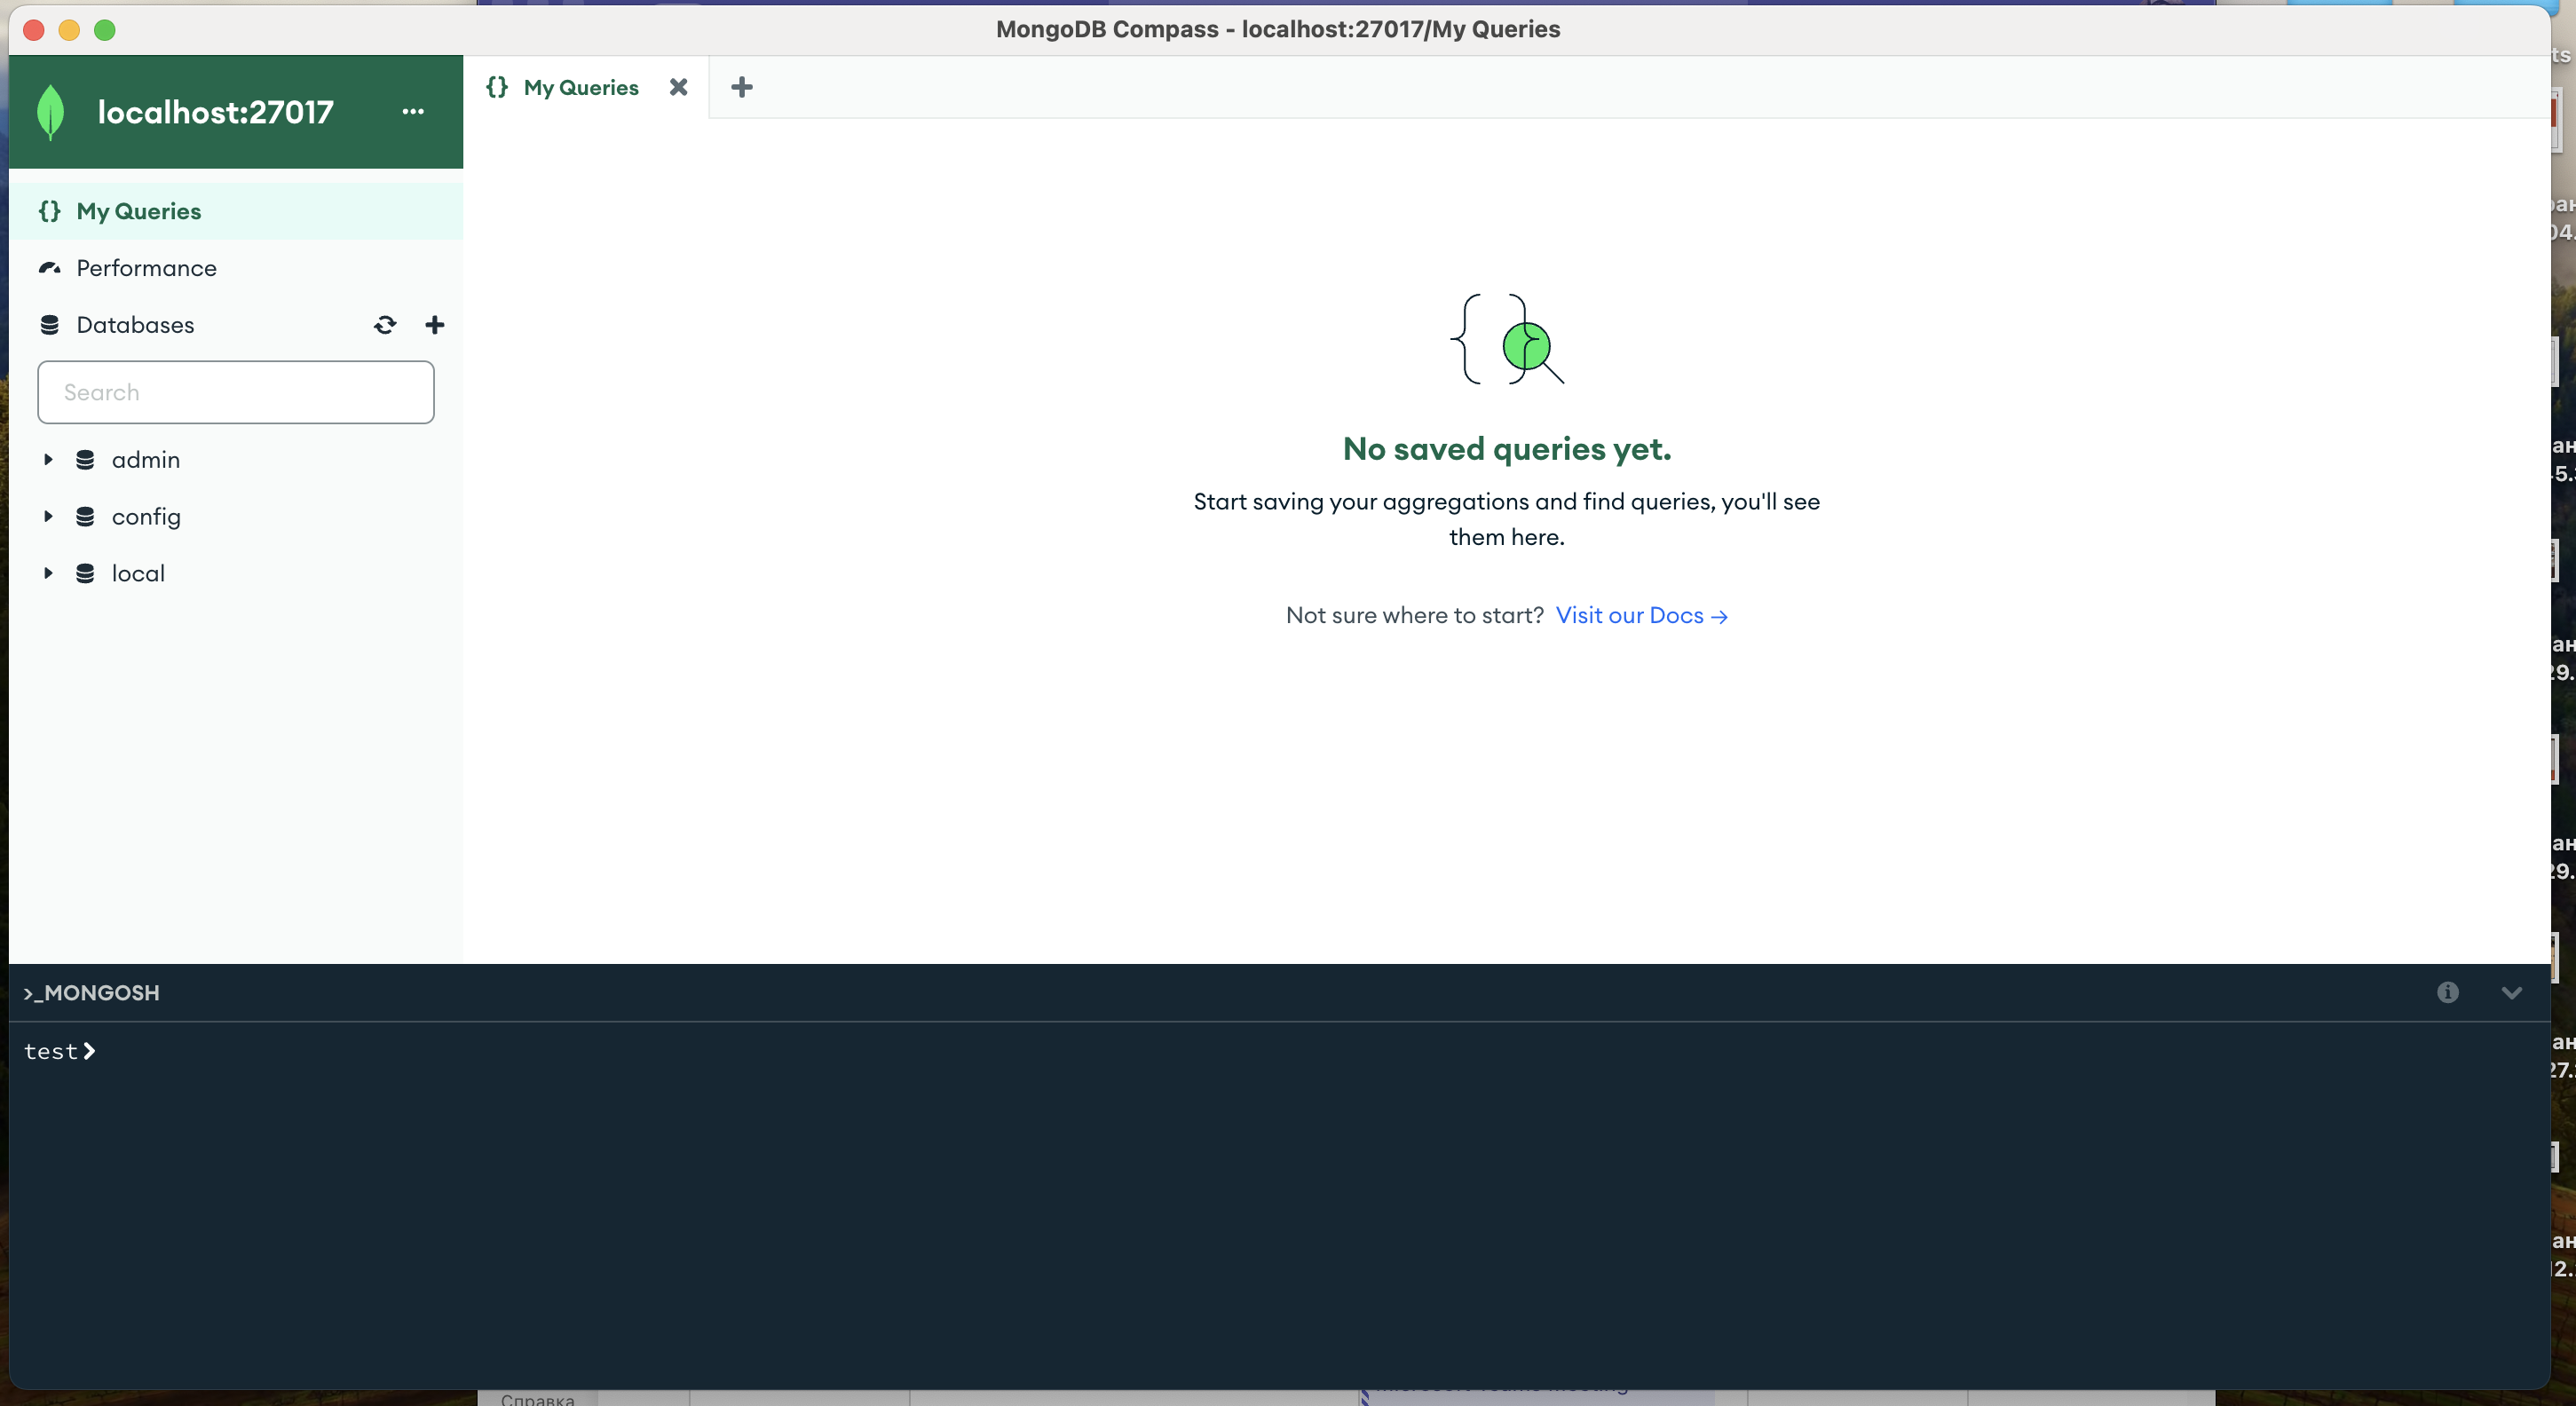 MongoDB Compass - localhost:27017/My Queries
localhost:27017
My Queries
My Queries
Performance
Databases
Search
admin
config
local
No saved queries yet.
Start saving your aggregations and find queries, you'll see
them here.
Not sure where to start? Visit our Docs →
>_MONGOSH
test>
Справка